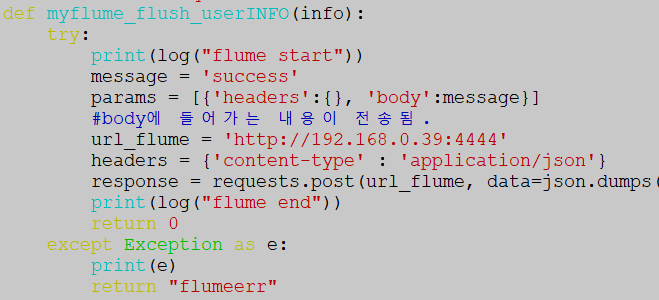 def myflume_flush_userINFO(info):
    try:
        print(log("flume start"))
        message = 'success'
        params = [{'headers':{}, 'body':message}]
        #body에 들어가는 내용이 전송됨.
        url_flume = 'http://192.168.0.39:4444'
        headers = {'content-type' : 'application/json'}
        response = requests.post(url_flume, data=json.dumps(
        print(log("flume end"))
        return 0
    except Exception as e:
        print(e)
        return "flumeerr"